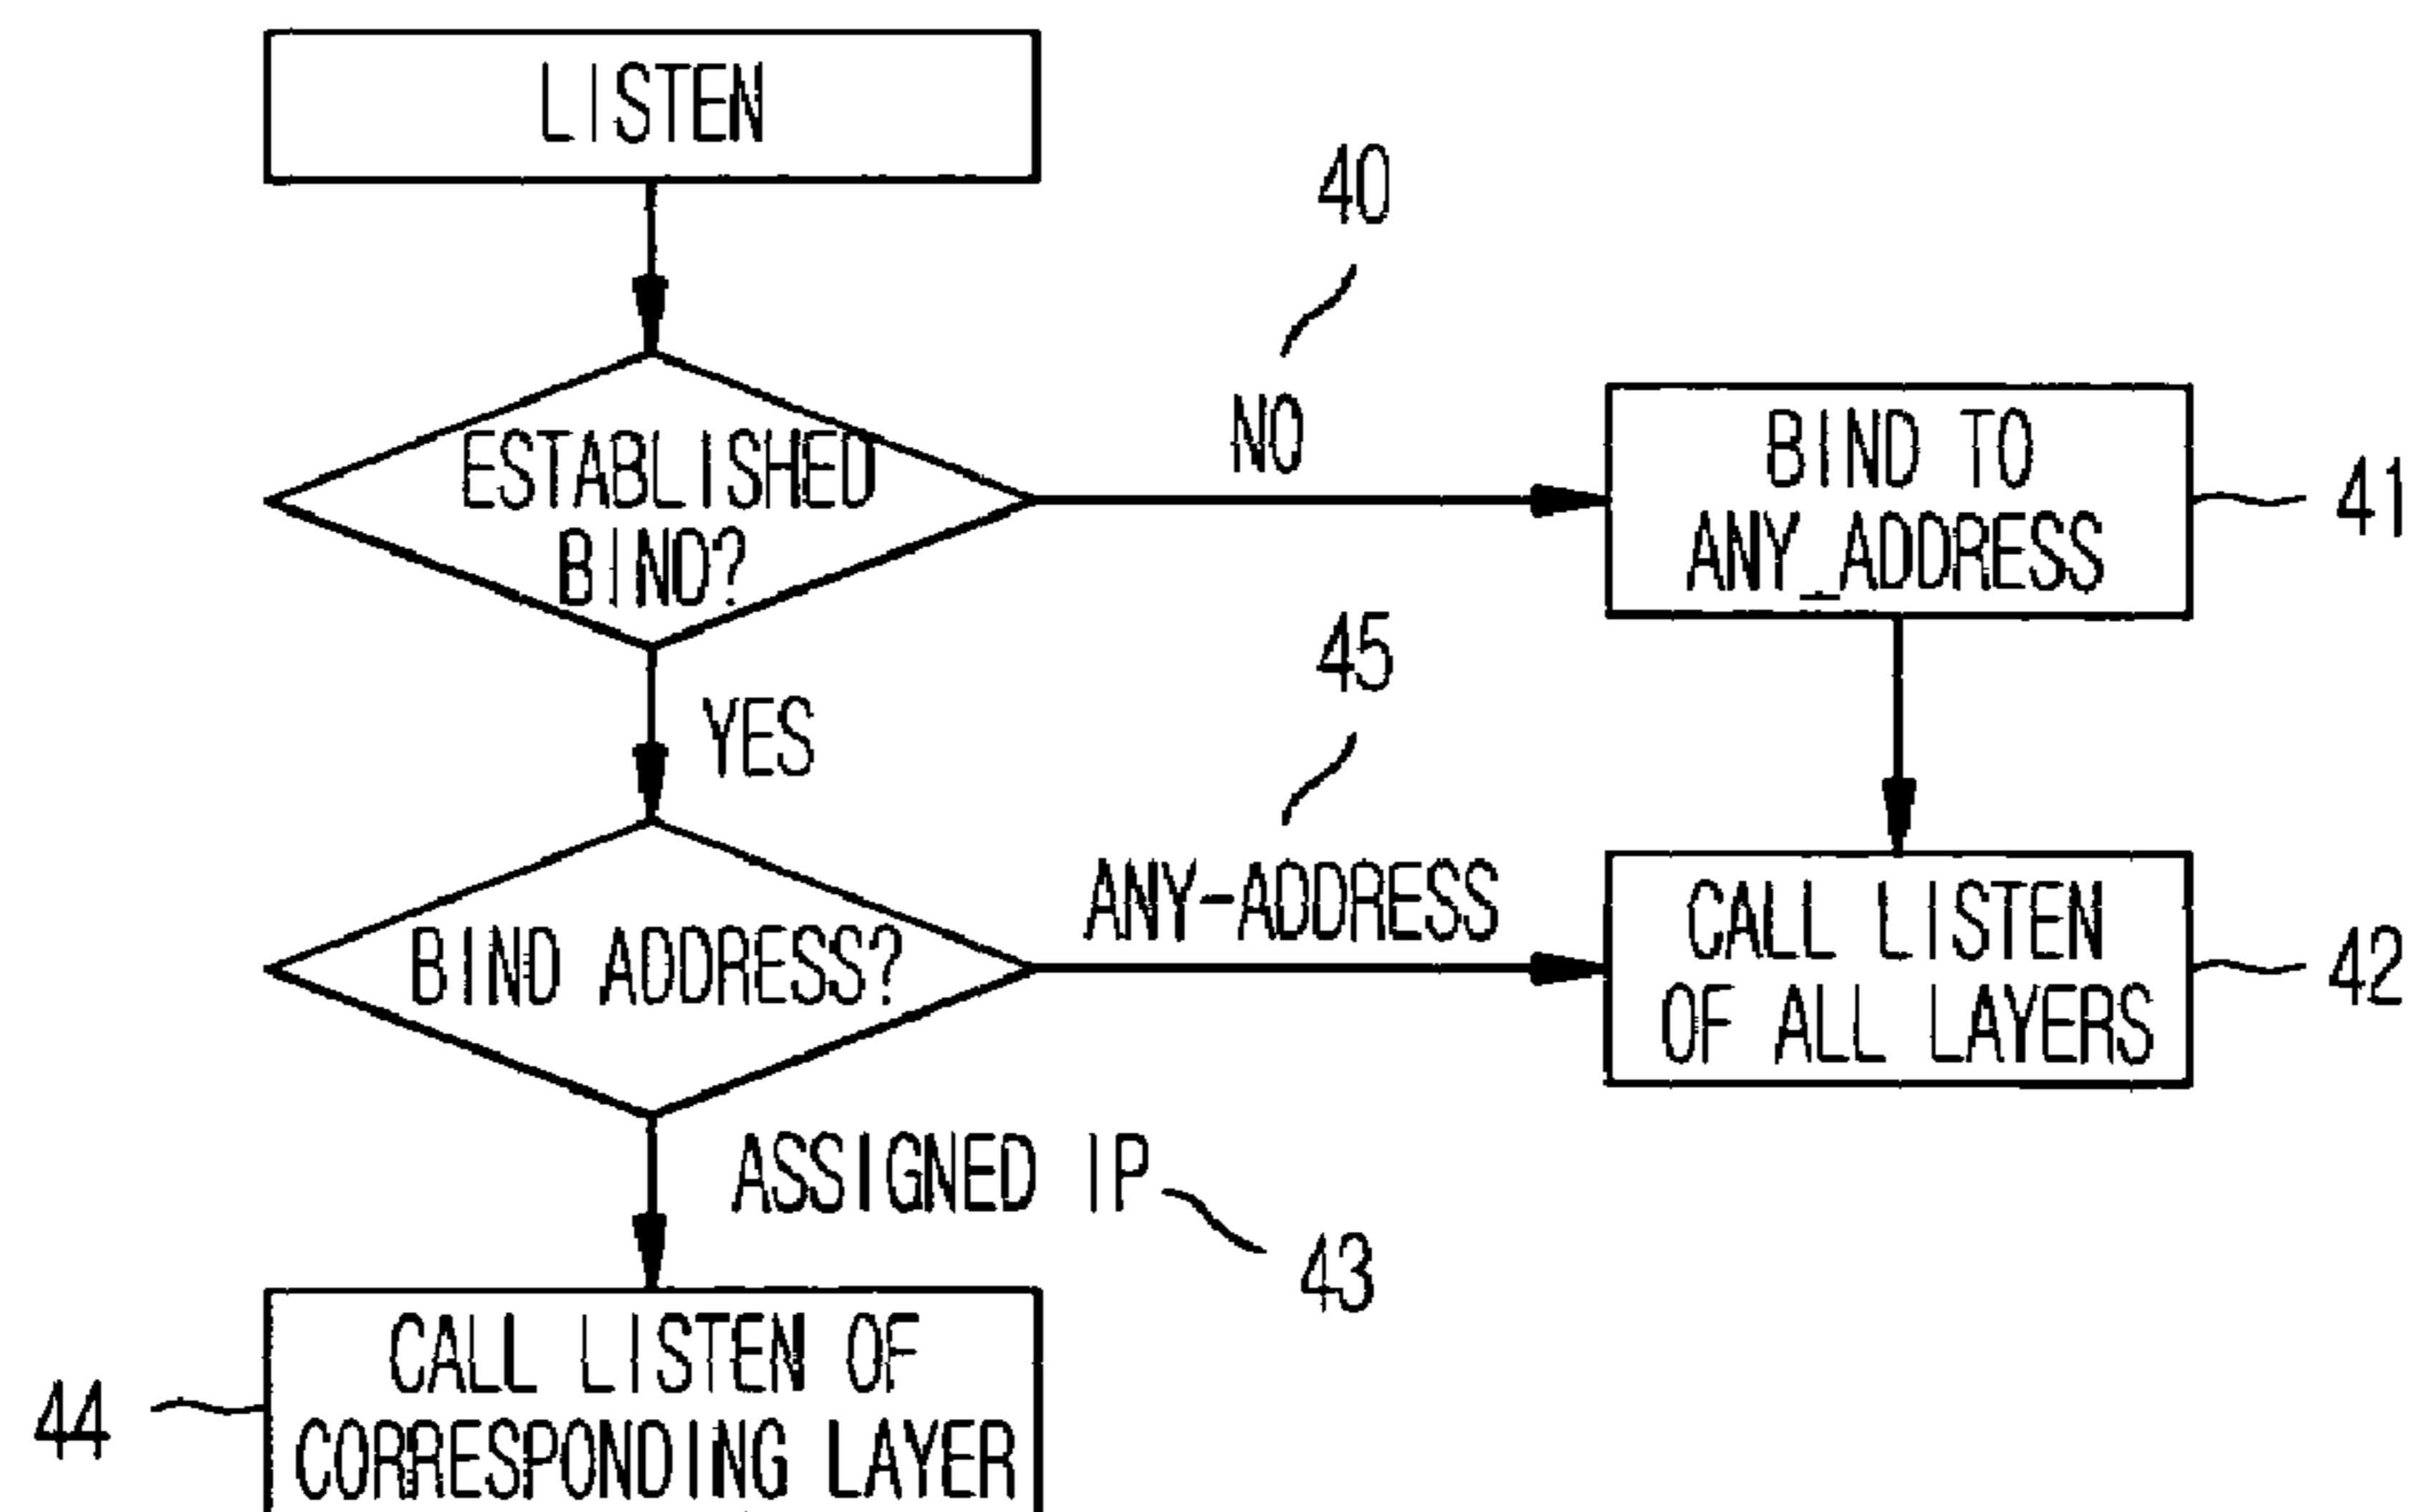 LISTEN
40
ESTABLISHED
BIND?
NO
BIND TO
ANY_ADDRESS
41
YES
45
BIND ADDRESS?
ANY-ADDRESS
CALL LISTEN
OF ALL LAYERS
42
ASSIGNED IP
43
CALL LISTEN OF
CORRESPONDING LAYER
44